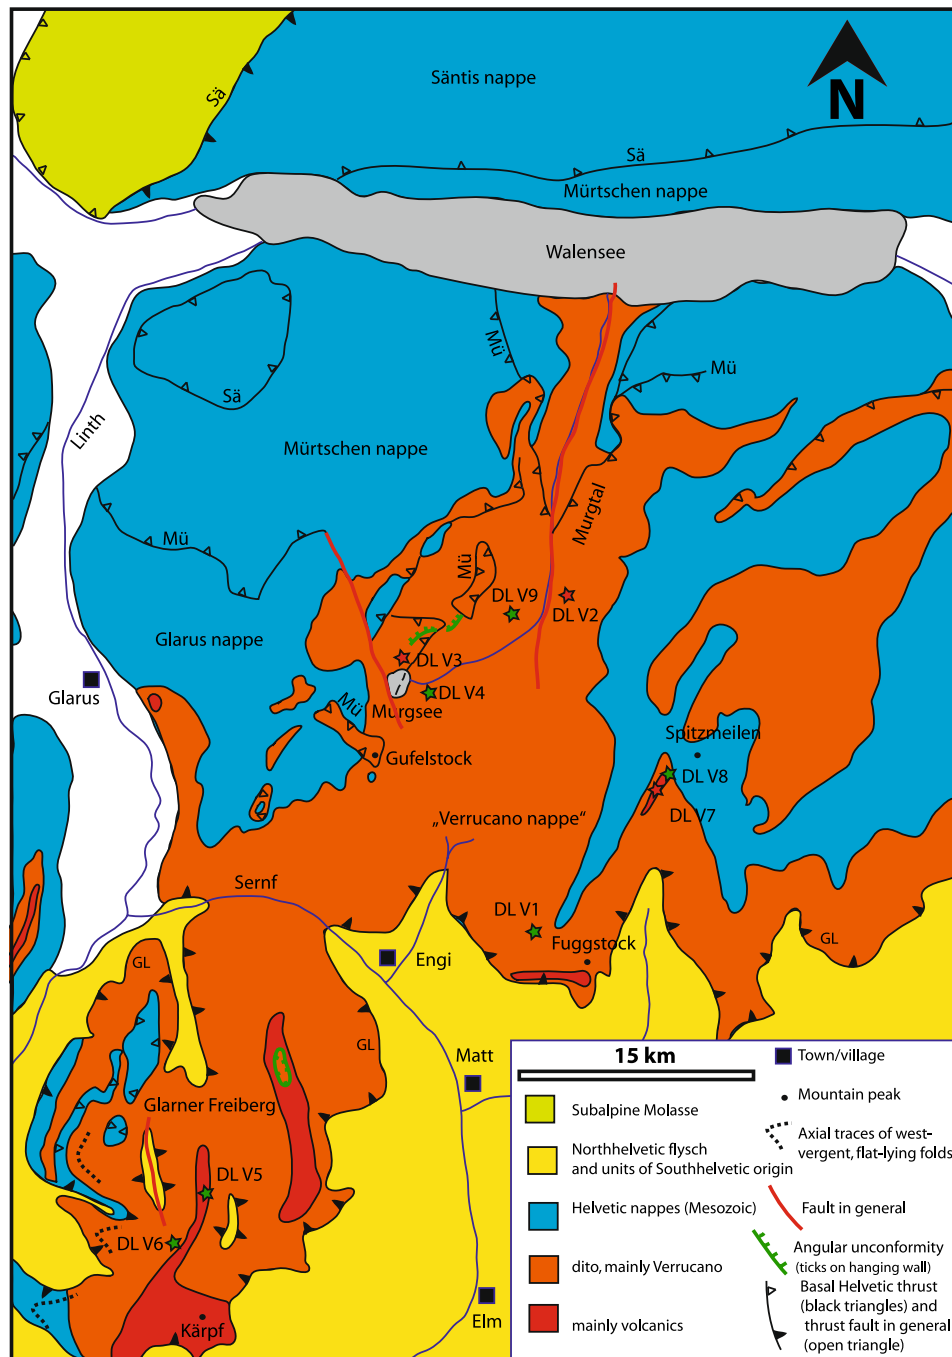 Säntis nappe
N
Sä
Sä
Mürtschen nappe
Walensee
Mü
Mü
Sä
Linth
Mürtschen nappe
Murgtal
Mü
Mü
DL V9
DL V2
Glarus nappe
DL V3
Glarus
DL V4
Mü
Murgsee
Gufelstock
Spitzmeilen
DL V8
DL V7
„Verrucano nappe“
Sernf
DL V1
Fuggstock
GL
Engi
GL
GL
Matt
Glarner Freiberg
DL V5
DL V6
Kärpf
Elm
15 km
Subalpine Molasse
Northhelvetic flysch
and units of Southhelvetic origin
Helvetic nappes (Mesozoic)
dito, mainly Verrucano
mainly volcanics
Town/village
Mountain peak
Axial traces of west-
vergent, flat-lying folds
Fault in general
Angular unconformity
(ticks on hanging wall)
Basal Helvetic thrust
(black triangles) and
thrust fault in general
(open triangle)